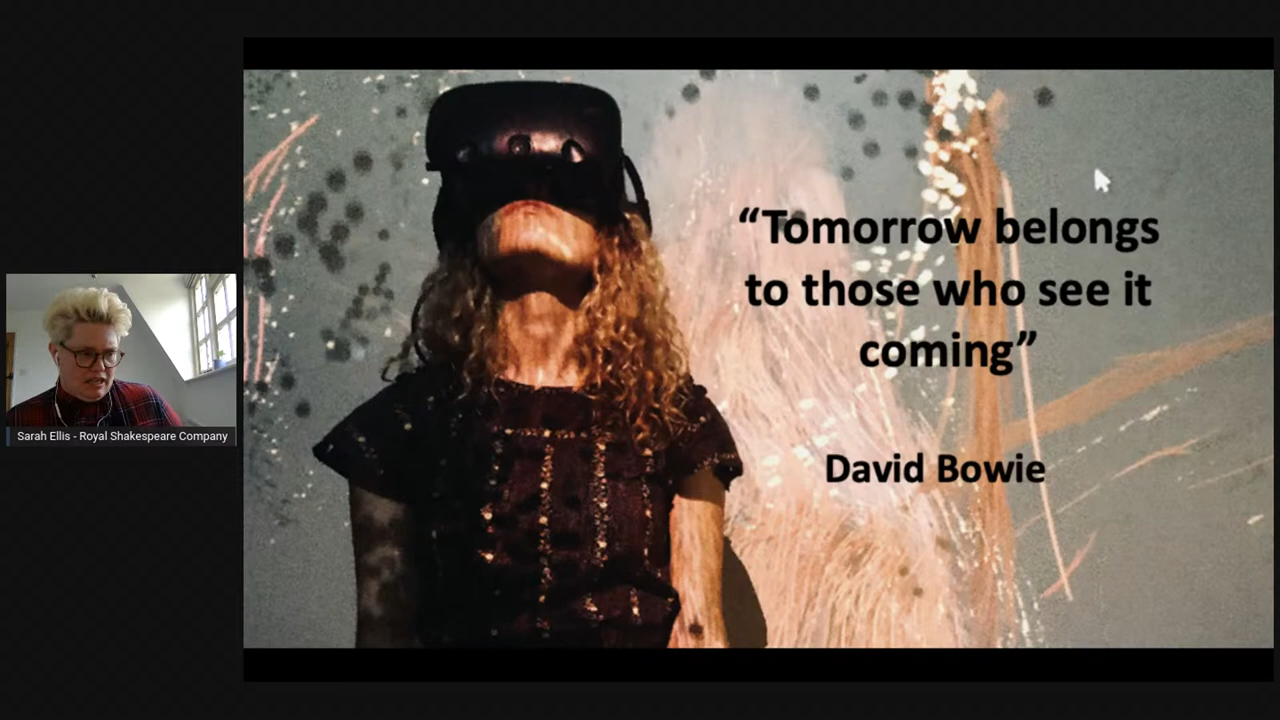 “Tomorrow belongs
to those who see it
coming”
David Bowie
Sarah Ellis - Royal Shakespeare Company